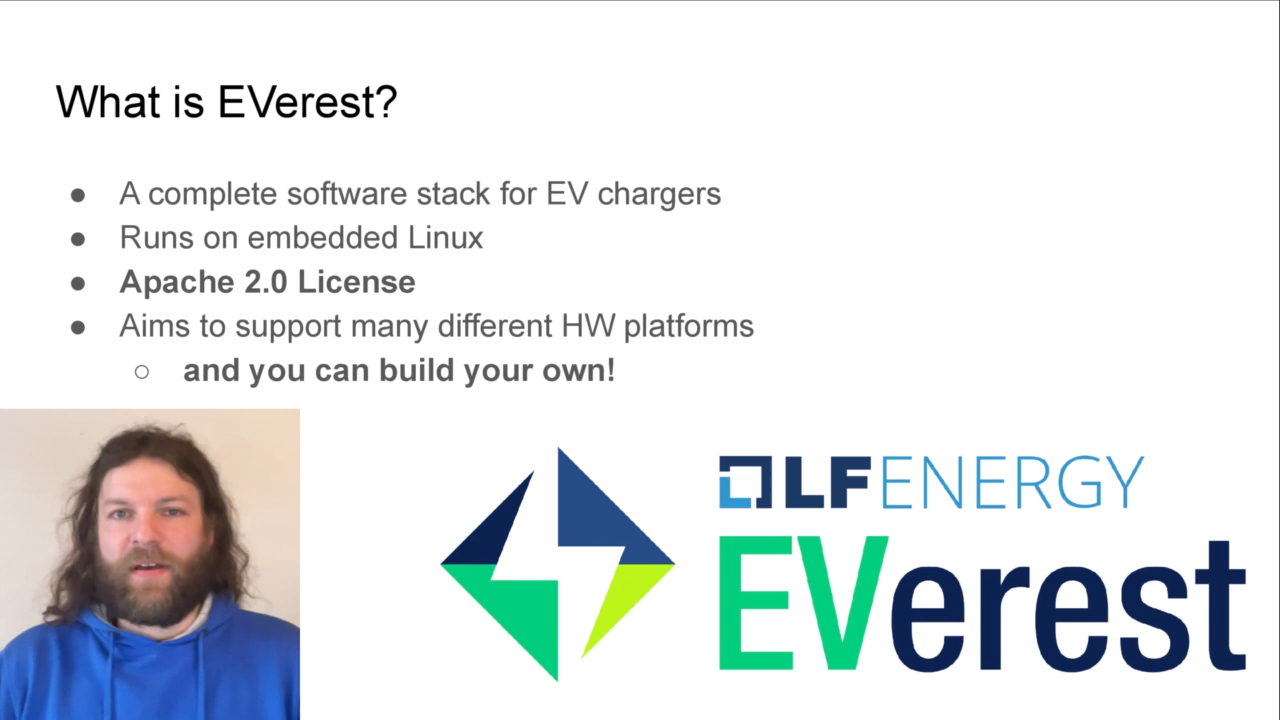 What is EVerest?
● A complete software stack for EV chargers
● Runs on embedded Linux
● Apache 2.0 License
● Aims to support many different HW platforms
○ and you can build your own!
LFENERGY
EVerest